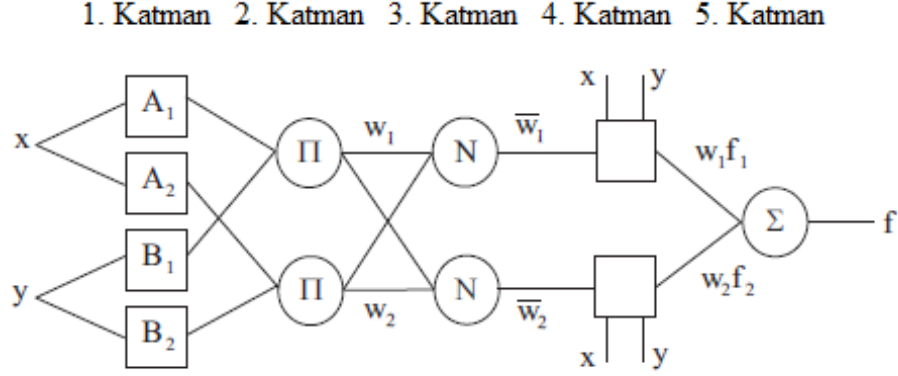 1. Katman 2. Katman 3. Katman 4. Katman 5. Katman
x y
A₁
w₁ w̅₁
x Π N
w₁f₁
A₂
Σ f
B₁
w₂f₂
y Π N
w₂ w̅₂
B₂
x y